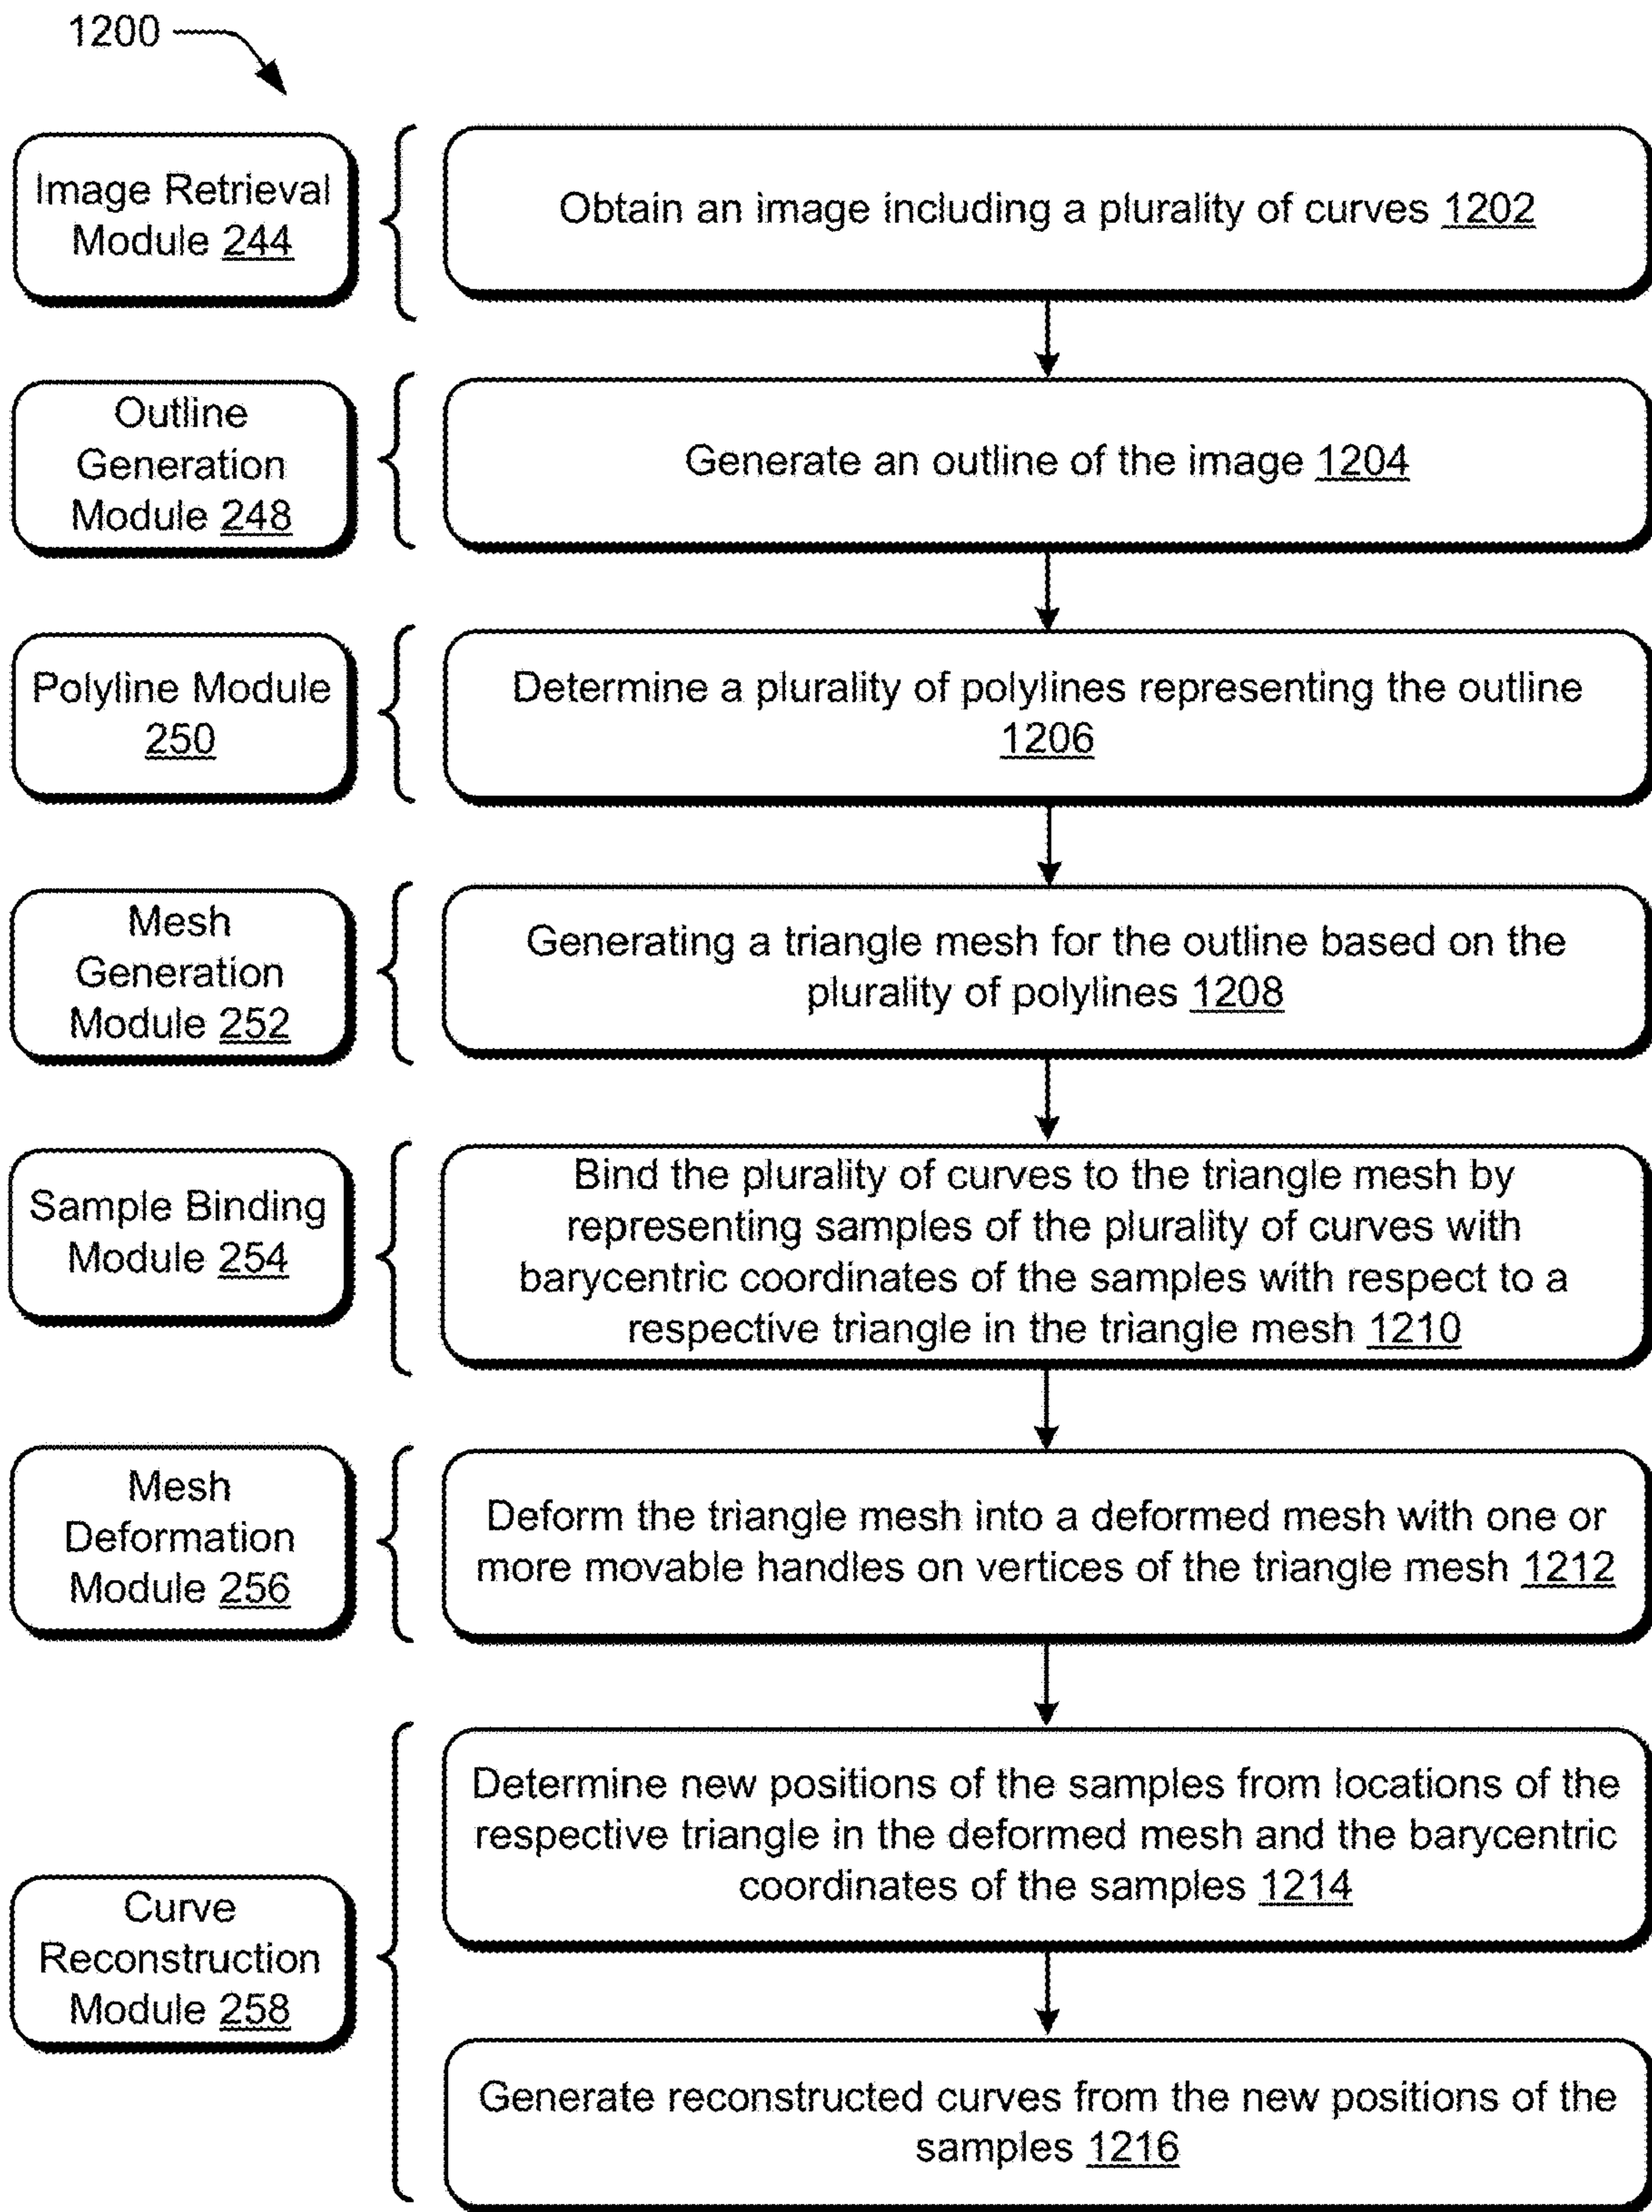 1200
Image Retrieval
Module 244
Obtain an image including a plurality of curves 1202
Outline
Generation
Module 248
Generate an outline of the image 1204
Polyline Module
250
Determine a plurality of polylines representing the outline
1206
Mesh
Generation
Module 252
Generating a triangle mesh for the outline based on the
plurality of polylines 1208
Sample Binding
Module 254
Bind the plurality of curves to the triangle mesh by
representing samples of the plurality of curves with
barycentric coordinates of the samples with respect to a
respective triangle in the triangle mesh 1210
Mesh
Deformation
Module 256
Deform the triangle mesh into a deformed mesh with one or
more movable handles on vertices of the triangle mesh 1212
Curve
Reconstruction
Module 258
Determine new positions of the samples from locations of the
respective triangle in the deformed mesh and the barycentric
coordinates of the samples 1214
Generate reconstructed curves from the new positions of the
samples 1216